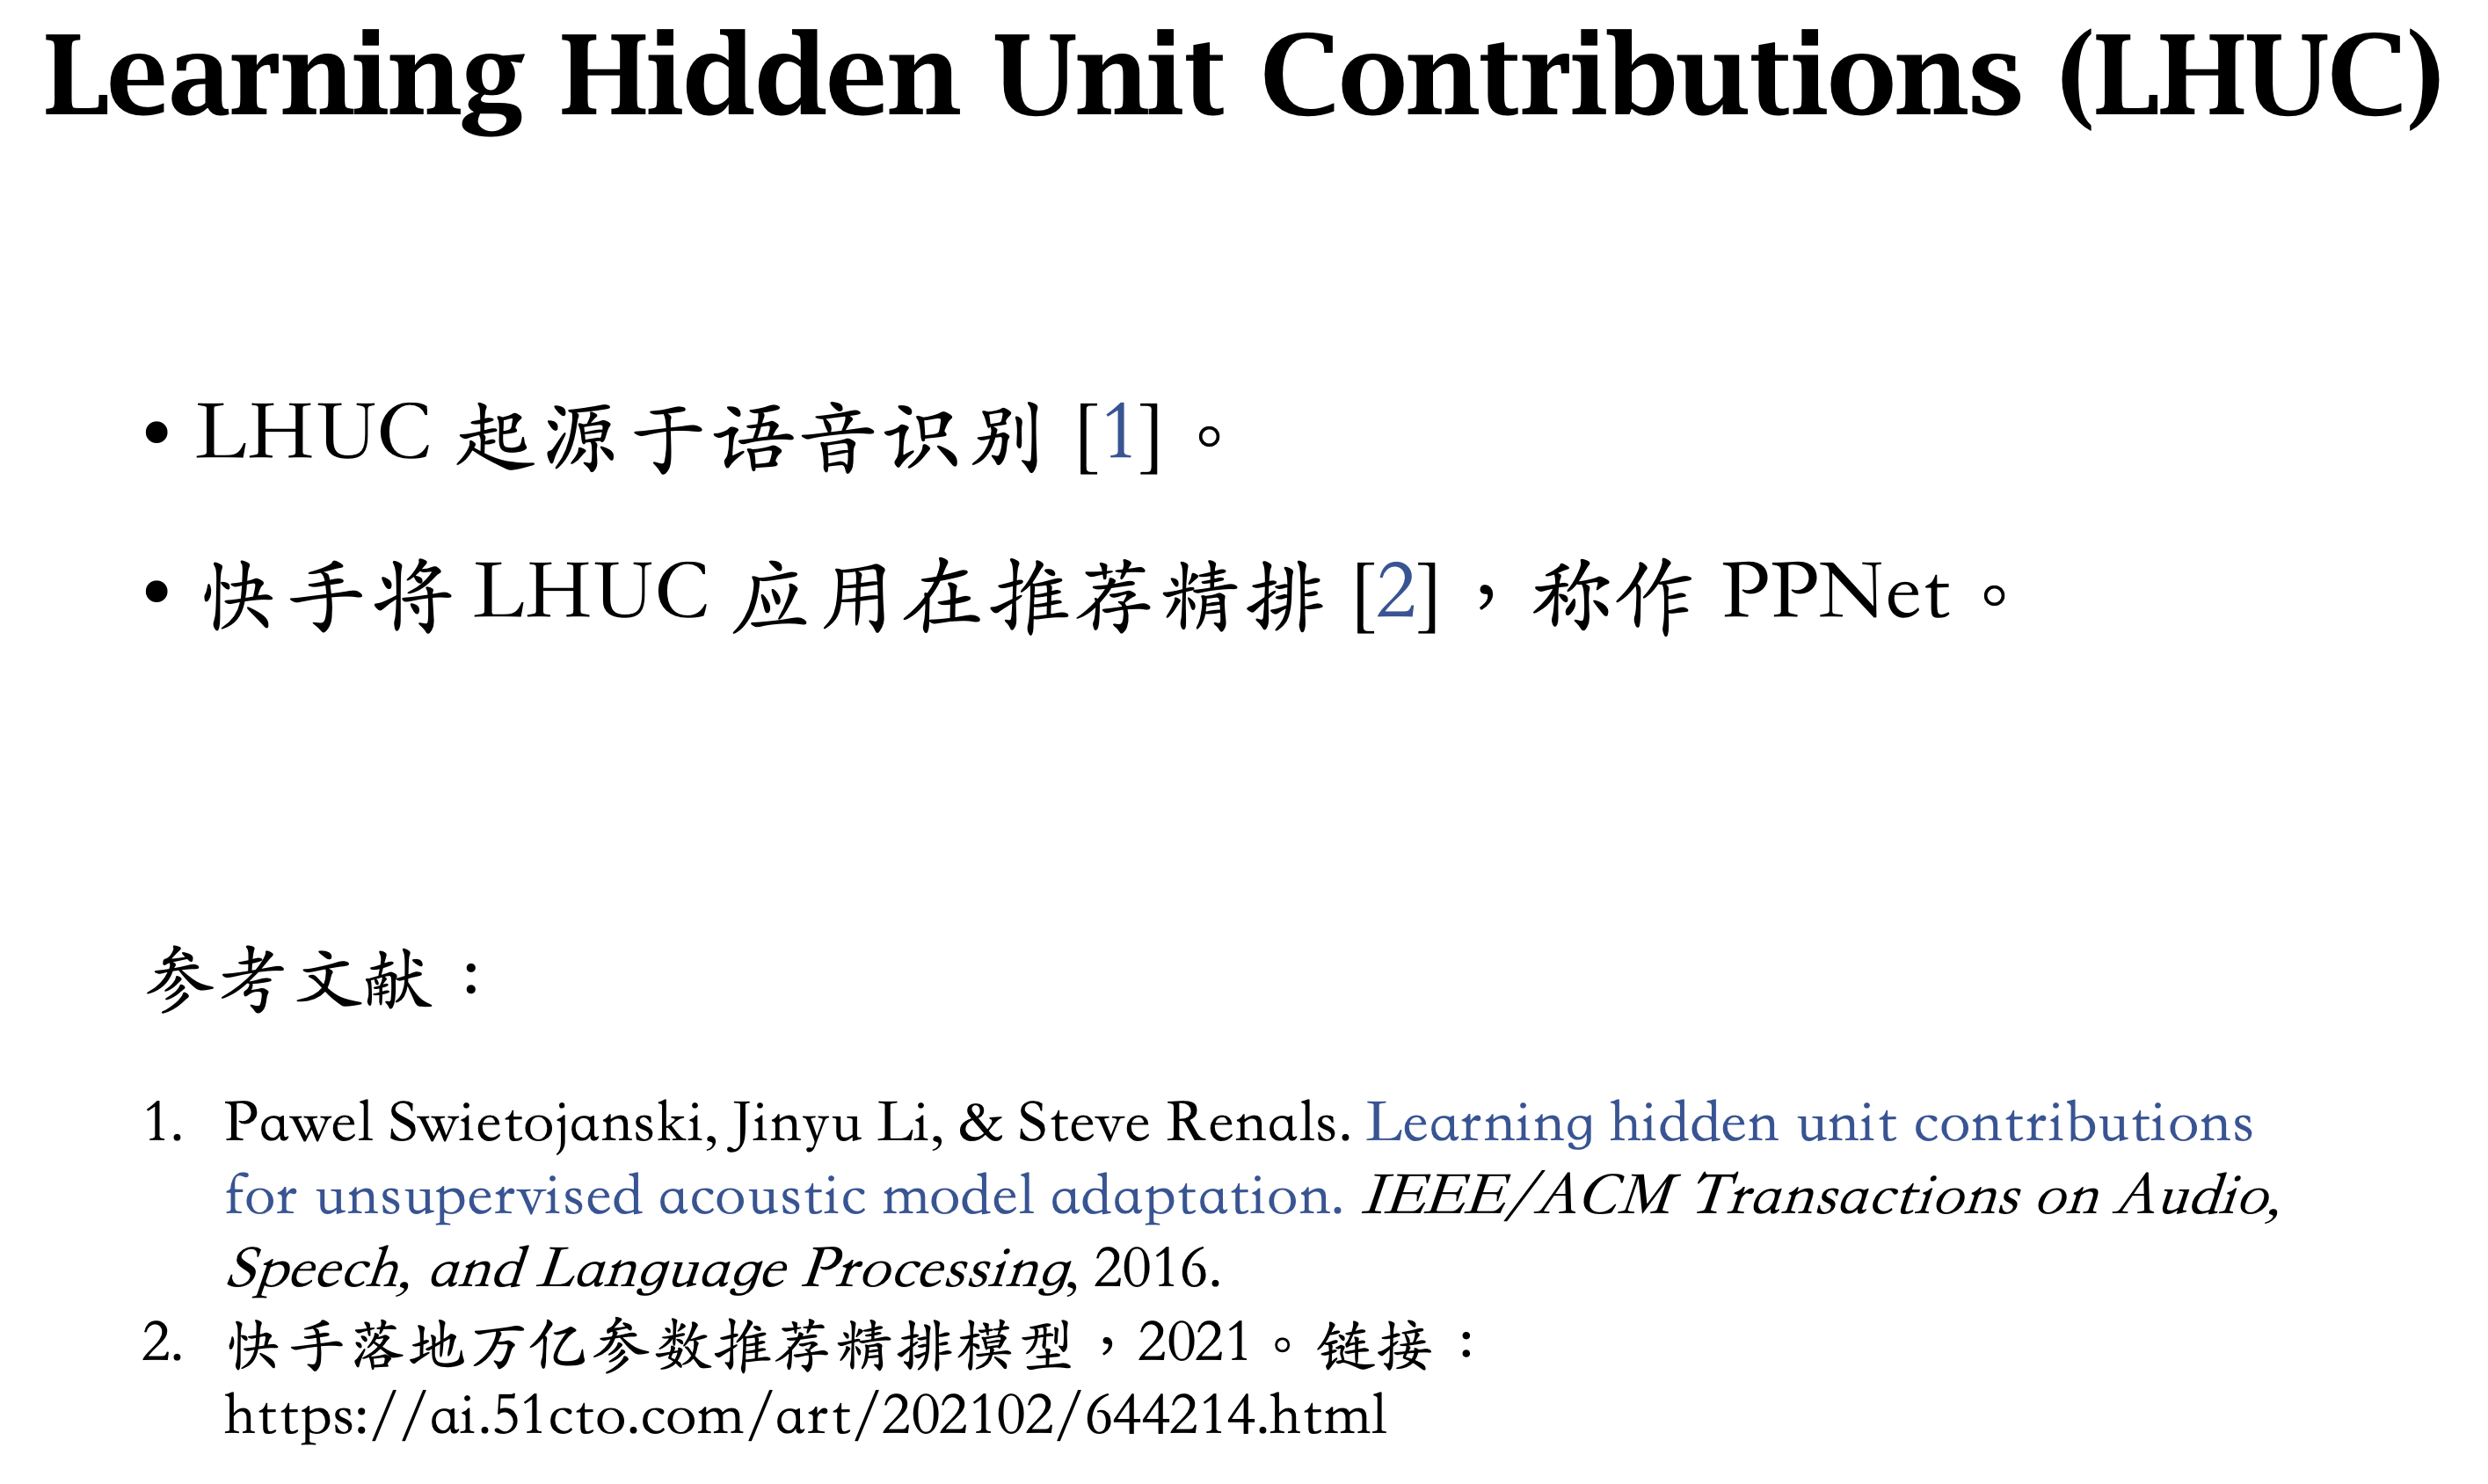 Learning Hidden Unit Contributions (LHUC)
• LHUC 起源于语音识别 [1]。
• 快手将 LHUC 应用在推荐精排 [2]，称作 PPNet。
参考文献：
1. Pawel Swietojanski, Jinyu Li, & Steve Renals. Learning hidden unit contributions
for unsupervised acoustic model adaptation. IEEE/ACM Transactions on Audio,
Speech, and Language Processing, 2016.
2. 快手落地万亿参数推荐精排模型，2021。链接：
https://ai.51cto.com/art/202102/644214.html